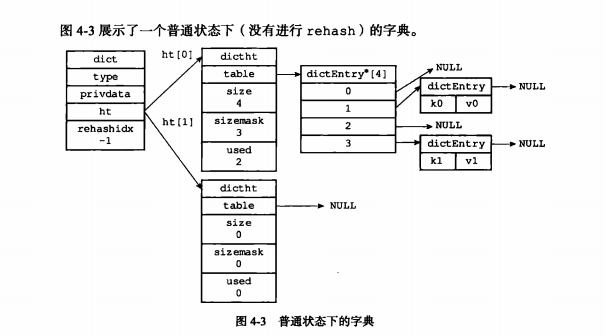 图 4-3 展示了一个普通状态下（没有进行 rehash）的字典。
dict
type
privdata
ht
rehashidx
-1
ht[0]
ht[1]
dictht
table
size
4
sizemask
3
used
2
dictht
table
size
0
sizemask
0
used
0
NULL
dictEntry*[4]
0
1
2
3
NULL
dictEntry
k0 v0
NULL
NULL
dictEntry
k1 v1
NULL
图 4-3 普通状态下的字典